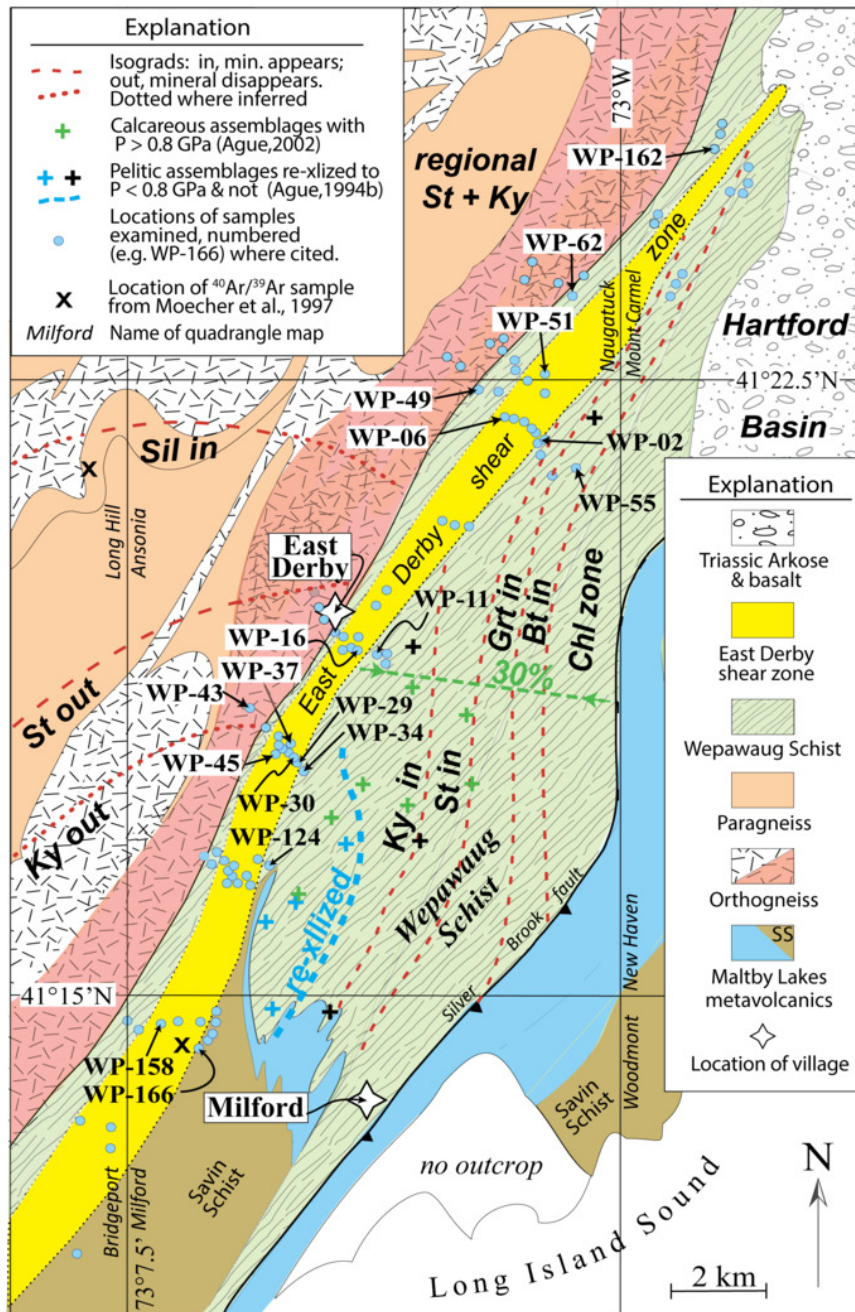 Explanation
Isograds: in, min. appears;
out, mineral disappears.
Dotted where inferred
Calcareous assemblages with
P > 0.8 GPa (Ague,2002)
Pelitic assemblages re-xlized to
P < 0.8 GPa & not (Ague,1994b)
Locations of samples
examined, numbered
(e.g. WP-166) where cited.
x Location of ⁴⁰Ar/³⁹Ar sample
from Moecher et al., 1997
Milford Name of quadrangle map
73°W
WP-162
regional
St + Ky
WP-62
zone
WP-51
Naugatuck
Mount Carmel
Hartford
41°22.5'N
WP-49
WP-06
Basin
WP-02
shear
Sil in
x
WP-55
Long Hill
Ansonia
East
Derby
Derby
WP-11
Grt in
Bt in
Chl zone
WP-16
WP-37
30%
East
WP-43
WP-29
WP-34
St out
WP-45
WP-30
Ky in
St in
WP-124
Ky out
re-xllized
Wepawaug
Schist
Silver Brook fault
New Haven
Woodmont
41°15'N
x
WP-158
WP-166
Milford
Savin
Schist
Savin
Schist
no outcrop
Bridgeport
Milford
73°7.5'
Long Island Sound
N
2 km
Explanation
Triassic Arkose
& basalt
East Derby
shear zone
Wepawaug Schist
Paragneiss
Orthogneiss
SS
Maltby Lakes
metavolcanics
Location of village